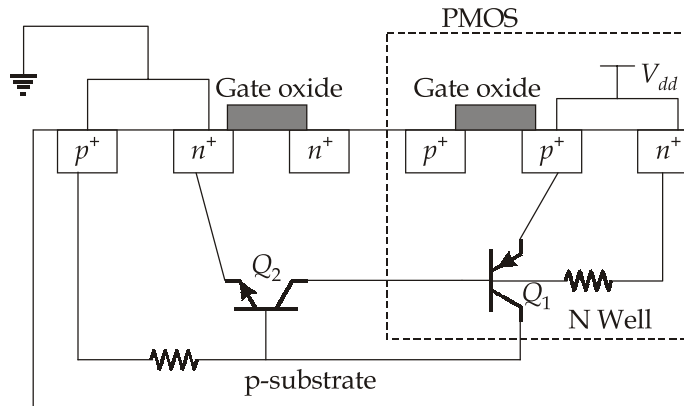 PMOS
V_dd
Gate oxide
Gate oxide
p⁺
n⁺
n⁺
p⁺
p⁺
n⁺
Q₂
Q₁
N Well
p-substrate